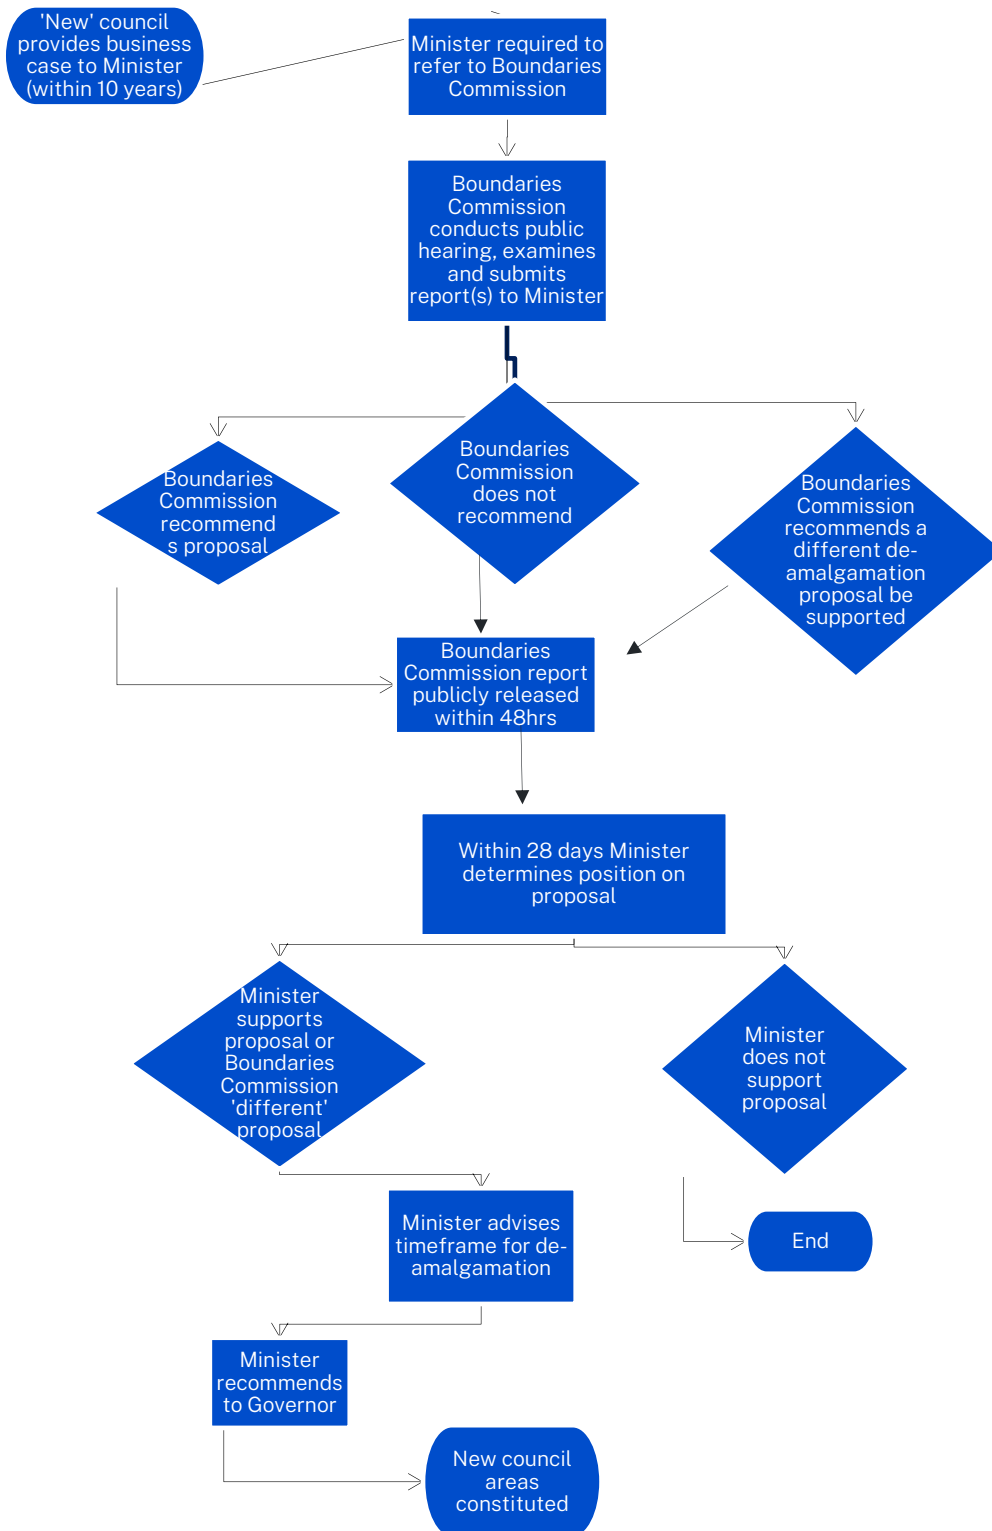 'New' council
provides business
case to Minister
(within 10 years)
Minister required to
refer to Boundaries
Commission
Boundaries
Commission
conducts public
hearing, examines
and submits
report(s) to Minister
Boundaries
Commission
recommend
s proposal
Boundaries
Commission
does not
recommend
Boundaries
Commission
recommends a
different de-
amalgamation
proposal be
supported
Boundaries
Commission report
publicly released
within 48hrs
Within 28 days Minister
determines position on
proposal
Minister
supports
proposal or
Boundaries
Commission
'different'
proposal
Minister
does not
support
proposal
Minister advises
timeframe for de-
amalgamation
End
Minister
recommends
to Governor
New council
areas
constituted